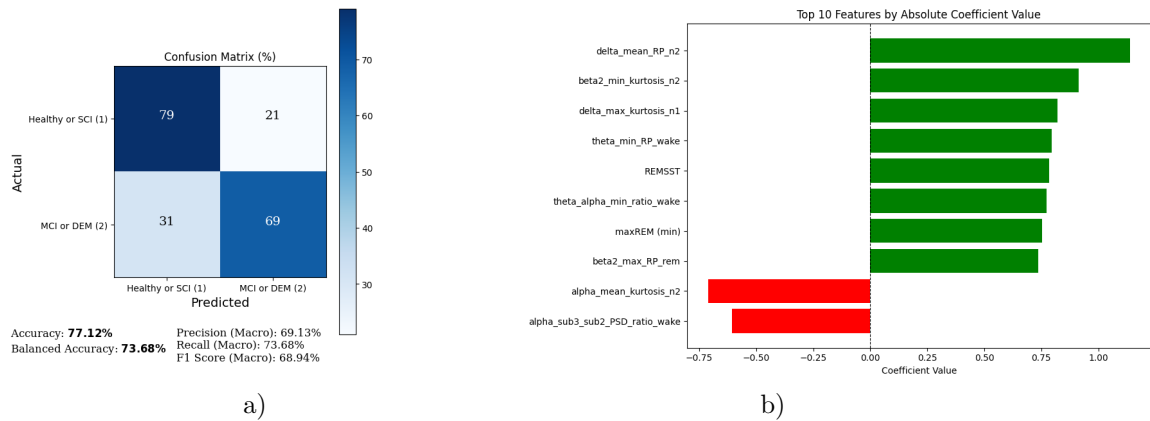 Confusion Matrix (%)
Actual
Healthy or SCI (1)
79
21
MCI or DEM (2)
31
69
Healthy or SCI (1)
MCI or DEM (2)
Predicted
70
60
50
40
30
Accuracy: 77.12%
Balanced Accuracy: 73.68%
Precision (Macro): 69.13%
Recall (Macro): 73.68%
F1 Score (Macro): 68.94%
a)
Top 10 Features by Absolute Coefficient Value
delta_mean_RP_n2
beta2_min_kurtosis_n2
delta_max_kurtosis_n1
theta_min_RP_wake
REMSST
theta_alpha_min_ratio_wake
maxREM (min)
beta2_max_RP_rem
alpha_mean_kurtosis_n2
alpha_sub3_sub2_PSD_ratio_wake
−0.75
−0.50
−0.25
0.00
0.25
0.50
0.75
1.00
Coefficient Value
b)